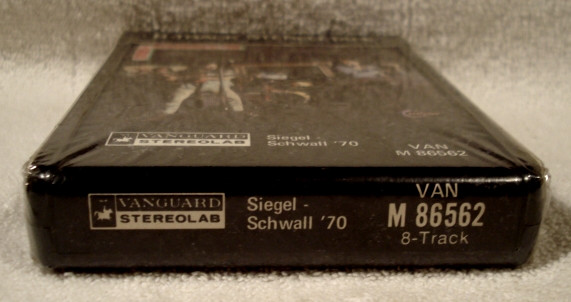 VANGUARD
STEREOLAB
Siegel -
Schwall '70
VAN
M 86562
VANGUARD
STEREOLAB
Siegel -
Schwall '70
VAN
M 86562
8-Track